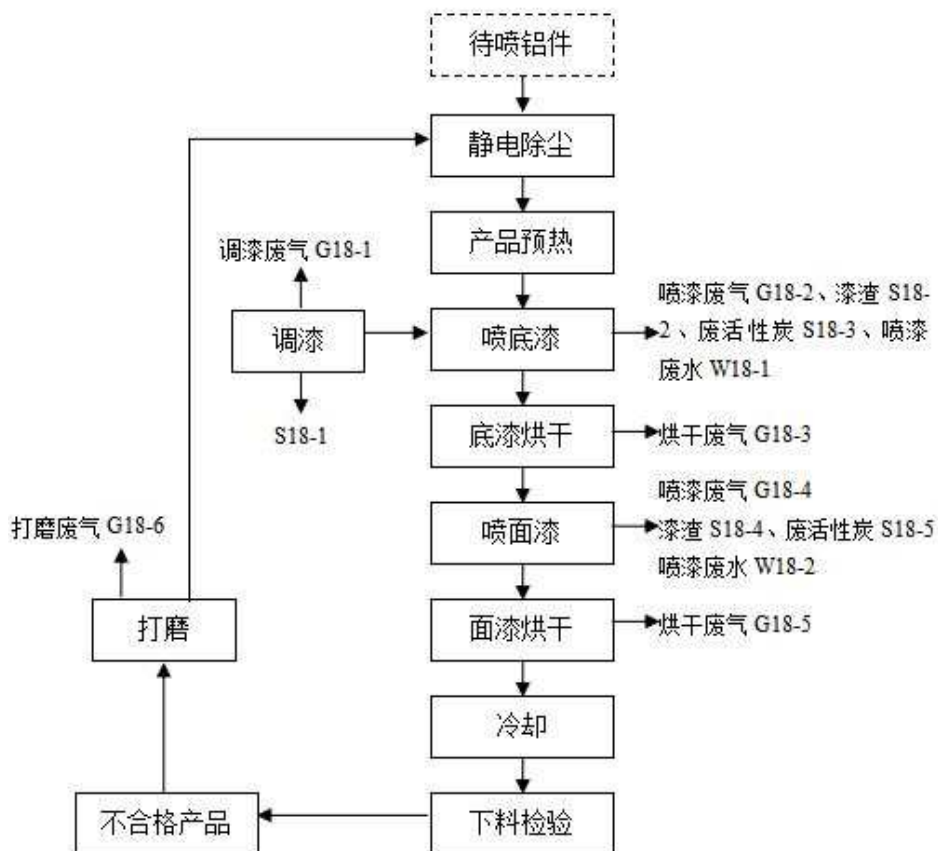 待喷铝件
静电除尘
产品预热
调漆废气 G18-1
喷漆废气 G18-2、漆渣 S18-
2、废活性炭 S18-3、喷漆
废水 W18-1
调漆
喷底漆
S18-1
底漆烘干
烘干废气 G18-3
喷漆废气 G18-4
漆渣 S18-4、废活性炭 S18-5
喷漆废水 W18-2
喷面漆
打磨废气 G18-6
打磨
面漆烘干
烘干废气 G18-5
冷却
不合格产品
下料检验